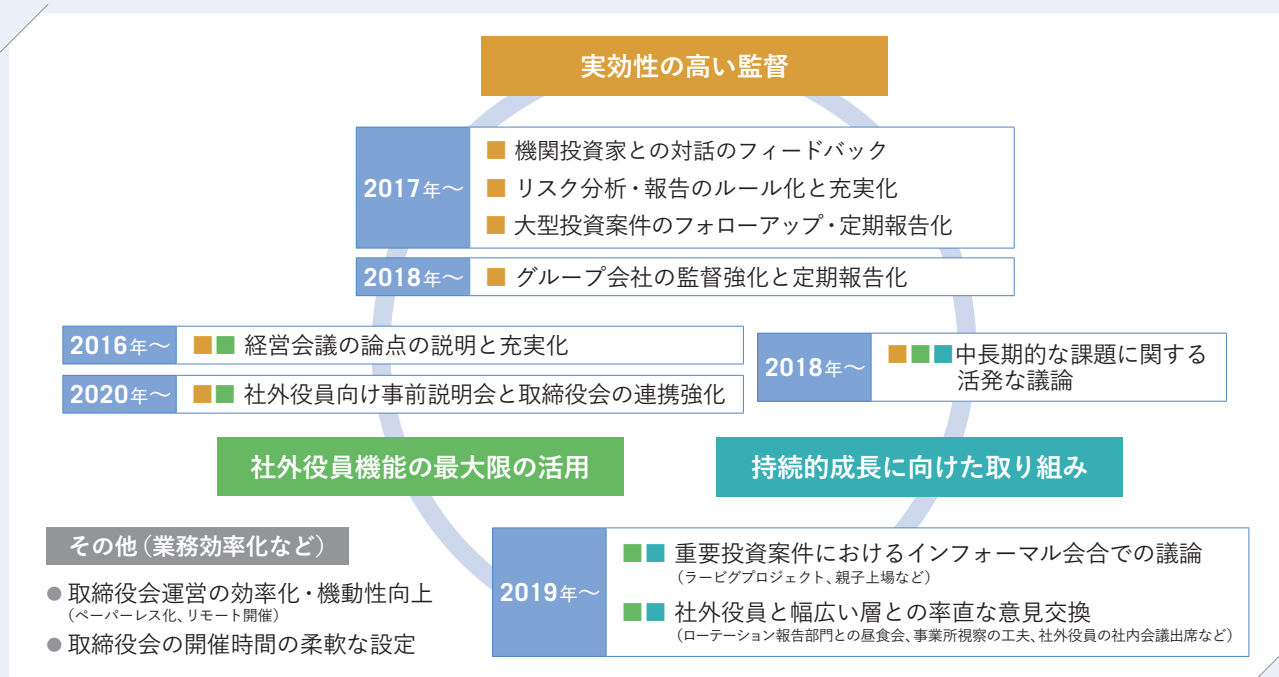 実効性の高い監督
2017年～
機関投資家との対話のフィードバック
リスク分析・報告のルール化と充実化
大型投資案件のフォローアップ・定期報告化
2018年～
グループ会社の監督強化と定期報告化
2016年～
経営会議の論点の説明と充実化
2020年～
社外役員向け事前説明会と取締役会の連携強化
2018年～
中長期的な課題に関する
活発な議論
社外役員機能の最大限の活用
持続的成長に向けた取り組み
その他（業務効率化など）
●取締役会運営の効率化・機動性向上
（ペーパーレス化、リモート開催）
●取締役会の開催時間の柔軟な設定
2019年～
重要投資案件におけるインフォーマル会合での議論
（ラービグプロジェクト、親子上場など）
社外役員と幅広い層との率直な意見交換
（ローテーション報告部門との昼食会、事業所視察の工夫、社外役員の社内会議出席など）